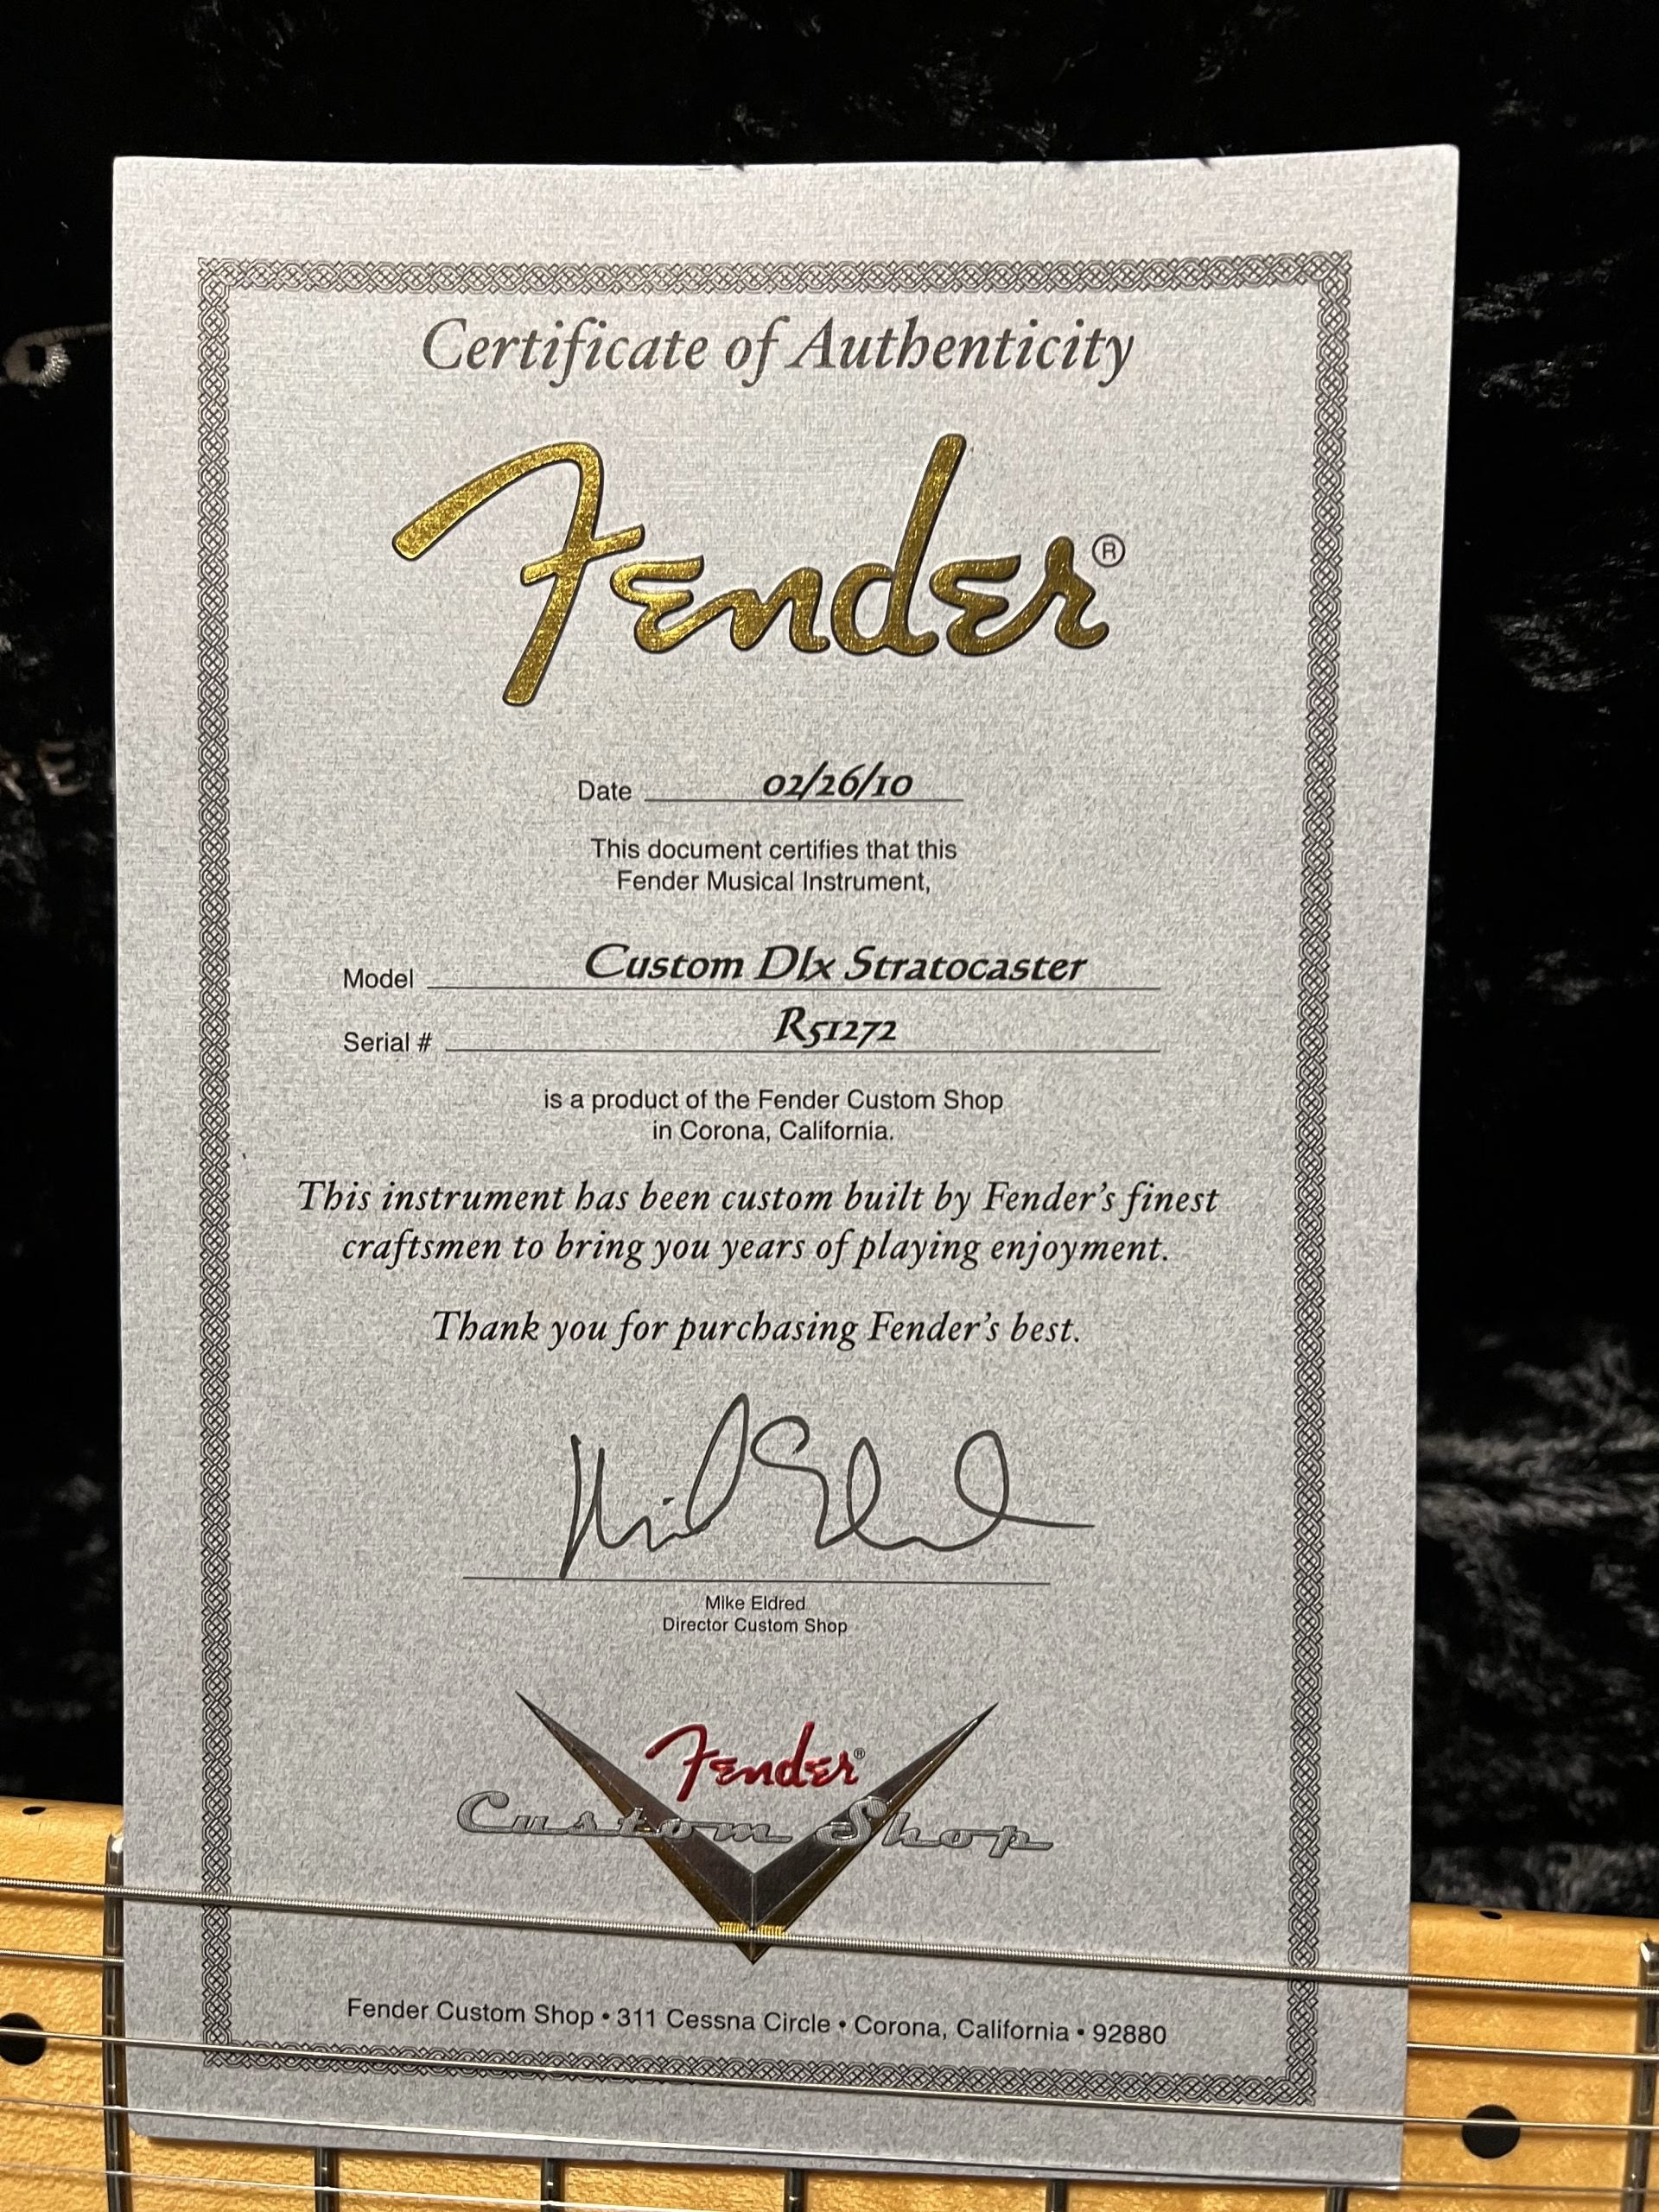 Certificate of Authenticity
Fender®
Date 02/26/10
This document certifies that this
Fender Musical Instrument,
Model Custom Dlx Stratocaster
Serial # R51272
is a product of the Fender Custom Shop
in Corona, California.
This instrument has been custom built by Fender's finest
craftsmen to bring you years of playing enjoyment.
Thank you for purchasing Fender's best.
Mike Eldred
Director Custom Shop
Fender®
Custom Shop
Fender Custom Shop • 311 Cessna Circle • Corona, California • 92880